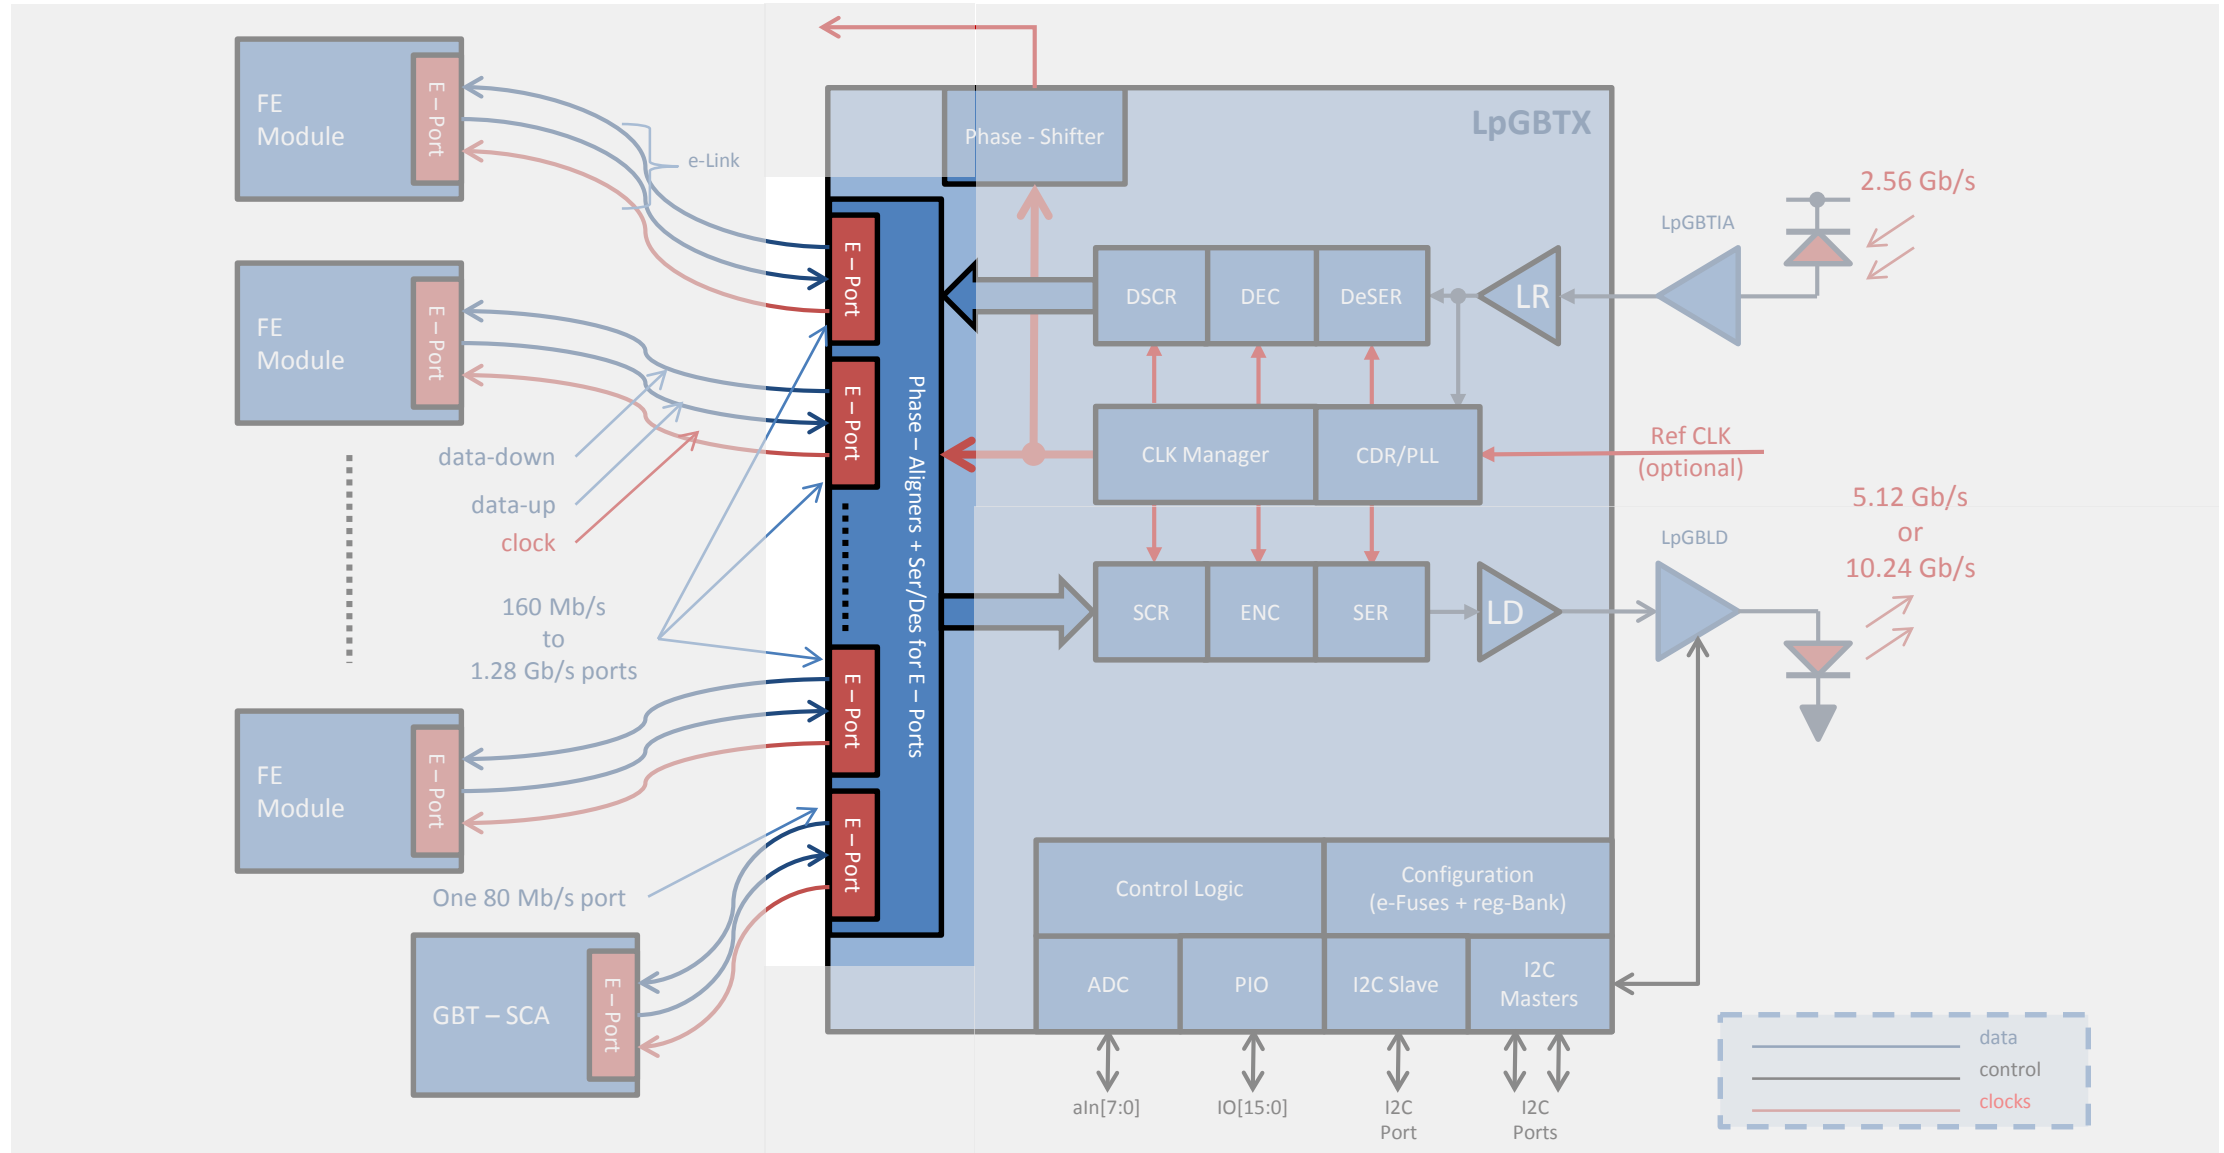 FE
Module
E – Port
e-Link
Phase - Shifter
LpGBTX
2.56 Gb/s
LpGBTIA
FE
Module
E – Port
E – Port
DSCR
DEC
DeSER
LR
E – Port
Phase – Aligners + Ser/Des for E – Ports
CLK Manager
CDR/PLL
Ref CLK
(optional)
data-down
data-up
clock
5.12 Gb/s
or
10.24 Gb/s
LpGBLD
160 Mb/s
to
1.28 Gb/s ports
SCR
ENC
SER
LD
FE
Module
E – Port
E – Port
E – Port
One 80 Mb/s port
Control Logic
Configuration
(e-Fuses + reg-Bank)
GBT – SCA
E – Port
ADC
PIO
I2C Slave
I2C
Masters
aIn[7:0]
IO[15:0]
I2C
Port
I2C
Ports
data
control
clocks